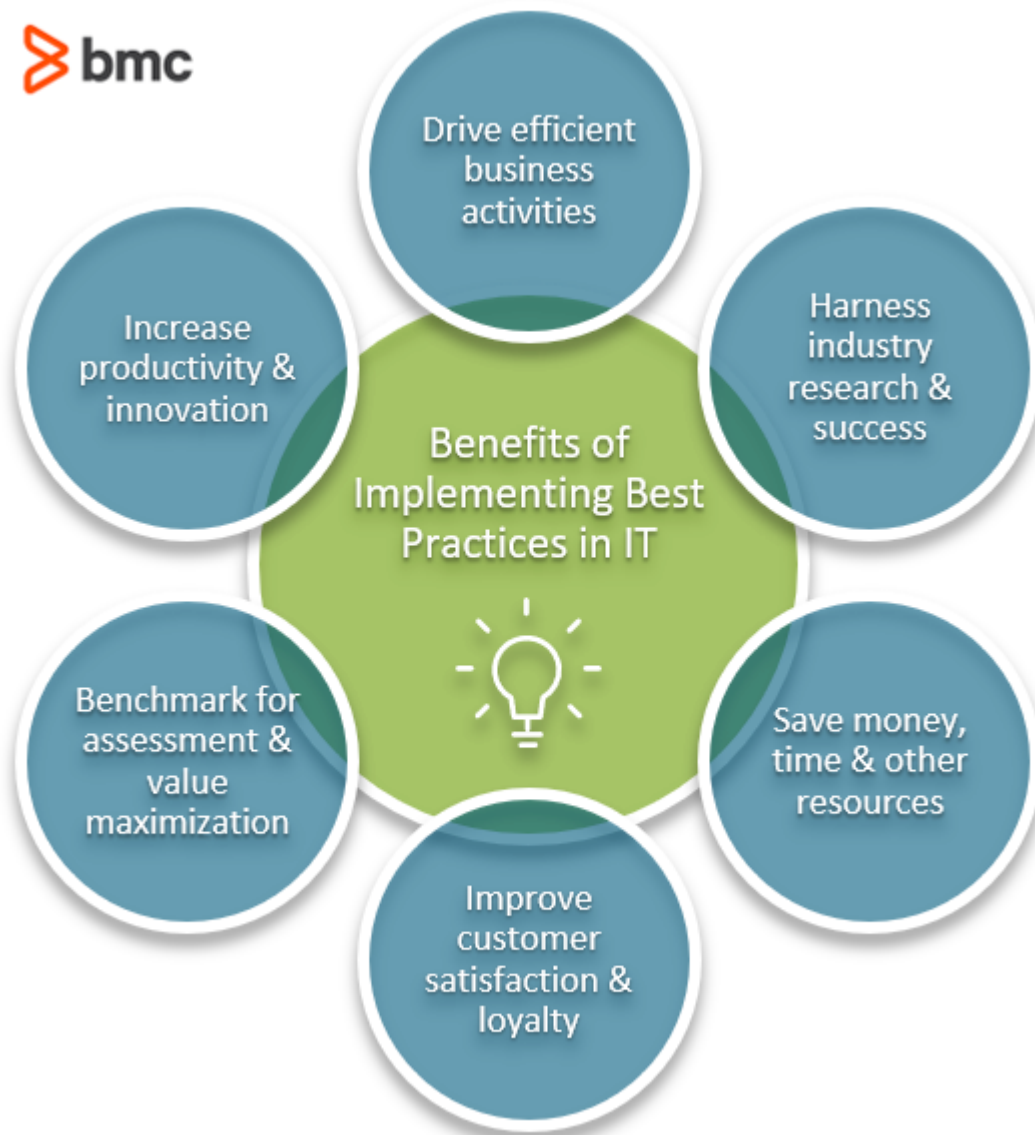 bmc
Drive efficient
business
activities
Harness
industry
research &
success
Save money,
time & other
resources
Improve
customer
satisfaction &
loyalty
Benchmark for
assessment &
value
maximization
Increase
productivity &
innovation
Benefits of
Implementing Best
Practices in IT